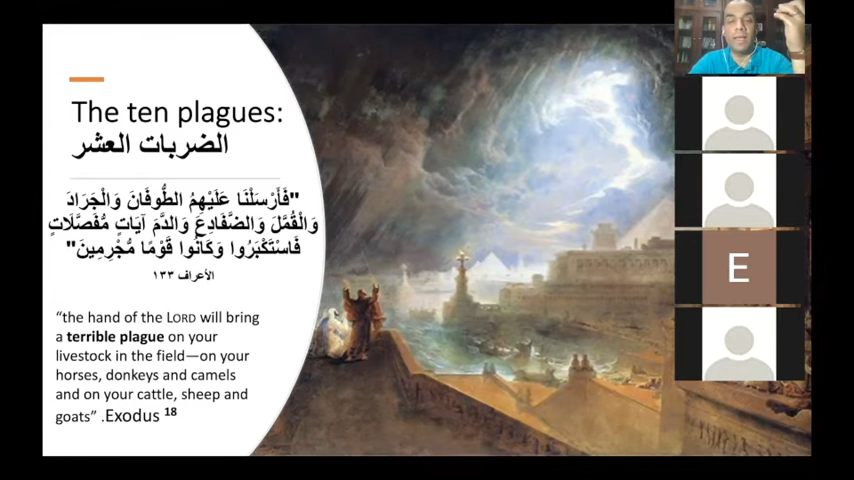 The ten plagues:
الضربات العشر
"فَأَرْسَلْنَا عَلَيْهِمُ الطُّوفَانَ وَالْجَرَادَ
وَالْقُمَّلَ وَالضَّفَادِعَ وَالدَّمَ آيَاتٍ مُّفَصَّلَاتٍ
فَاسْتَكْبَرُوا وَكَانُوا قَوْمًا مُّجْرِمِينَ"
الأعراف ١٣٣
“the hand of the LORD will bring
a terrible plague on your
livestock in the field—on your
horses, donkeys and camels
and on your cattle, sheep and
goats” .Exodus 18
E